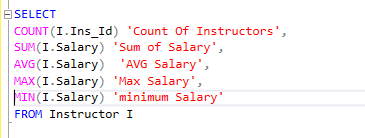 SELECT
COUNT(I.Ins_Id) 'Count Of Instructors',
SUM(I.Salary) 'Sum of Salary',
AVG(I.Salary)  'AVG Salary',
MAX(I.Salary) 'Max Salary',
MIN(I.Salary) 'minimum Salary'
FROM Instructor I